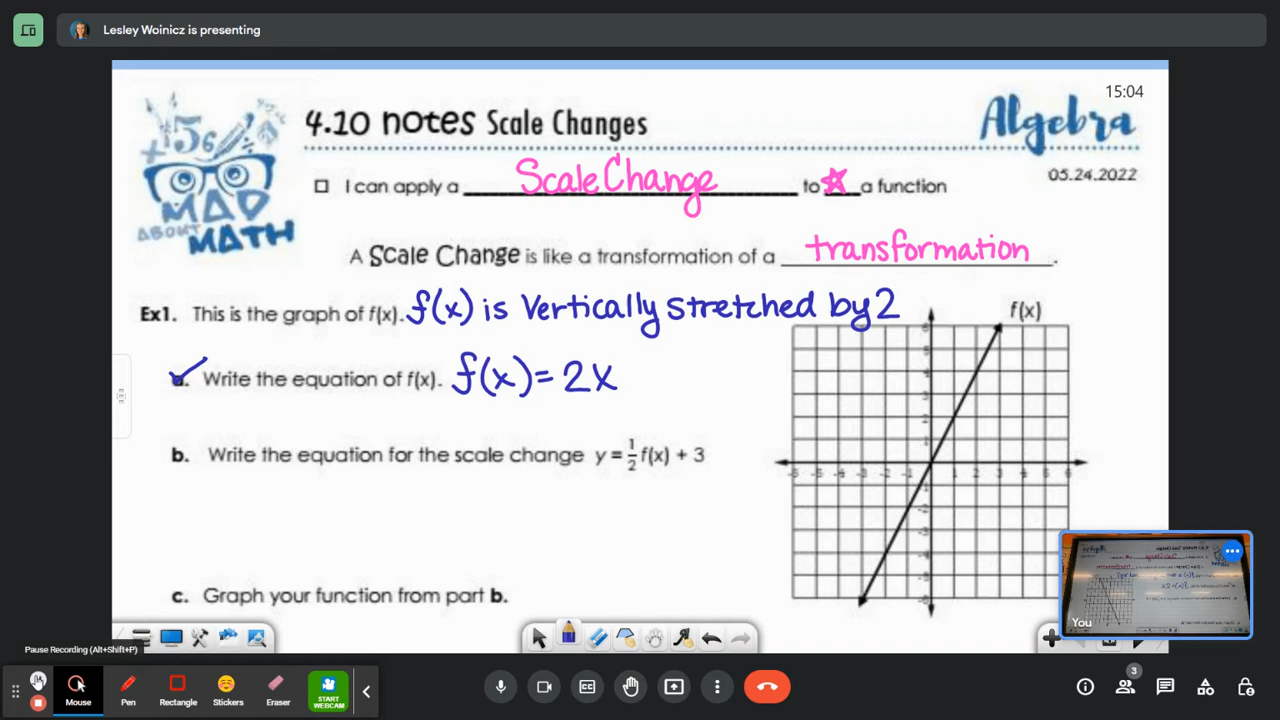 Lesley Woinicz is presenting
15:04
+56÷
MAD
ABOUT
MATH
4.10 notes Scale Changes
Algebra
05.24.2022
I can apply a Scale Change to a function
A Scale Change is like a transformation of a transformation.
Ex1. This is the graph of f(x). f(x) is Vertically stretched by 2
f(x)
a. Write the equation of f(x). f(x) = 2x
b. Write the equation for the scale change y = 1/2 f(x) + 3
c. Graph your function from part b.
You
Pause Recording (Alt+Shift+P)
Mouse
Pen
Rectangle
Stickers
Eraser
START
WEBCAM
CC
3